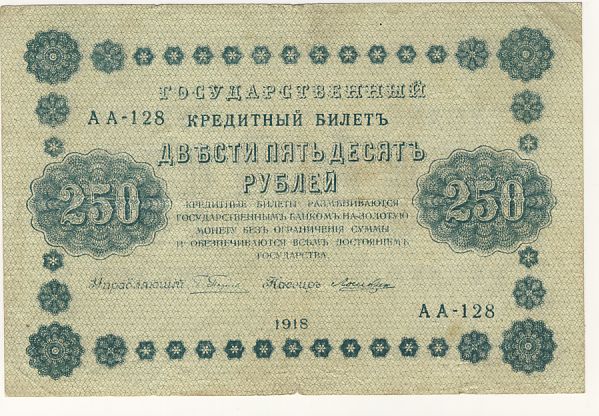 ГОСУДАРСТВЕННЫЙ
АА-128 КРЕДИТНЫЙ БИЛЕТЪ
ДВѢСТИ ПЯТЬДЕСЯТЪ
250 РУБЛЕЙ 250
КРЕДИТНЫЕ БИЛЕТЫ РАЗМѢНИВАЮТСЯ
ГОСУДАРСТВЕННЫМЪ БАНКОМЪ НА ЗОЛОТУЮ
МОНЕТУ БЕЗЪ ОГРАНИЧЕНІЯ СУММЫ
И ОБЕЗПЕЧИВАЮТСЯ ВСѢМЪ ДОСТОЯНІЕМЪ
ГОСУДАРСТВА.
Управляющій Кассиръ
АА-128
1918